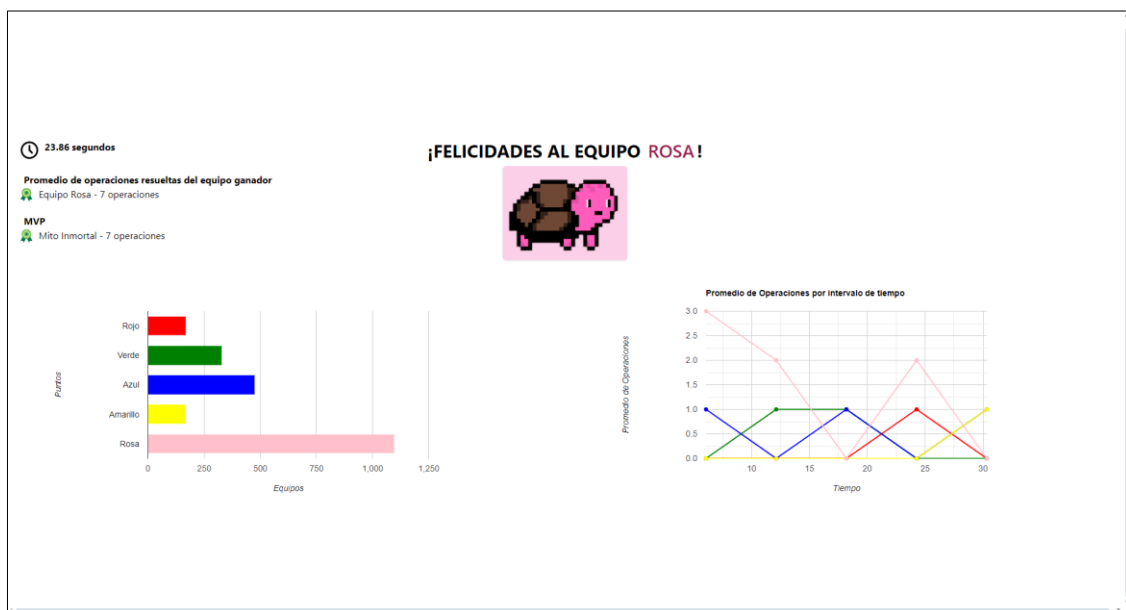 23.86 segundos
¡FELICIDADES AL EQUIPO ROSA!
Promedio de operaciones resueltas del equipo ganador
Equipo Rosa - 7 operaciones
MVP
Mito Inmortal - 7 operaciones
Puntos
Rojo
Verde
Azul
Amarillo
Rosa
0 250 500 750 1,000 1,250
Equipos
Promedio de Operaciones por intervalo de tiempo
Promedio de Operaciones
3.0
2.5
2.0
1.5
1.0
0.5
0.0
10 15 20 25 30
Tiempo